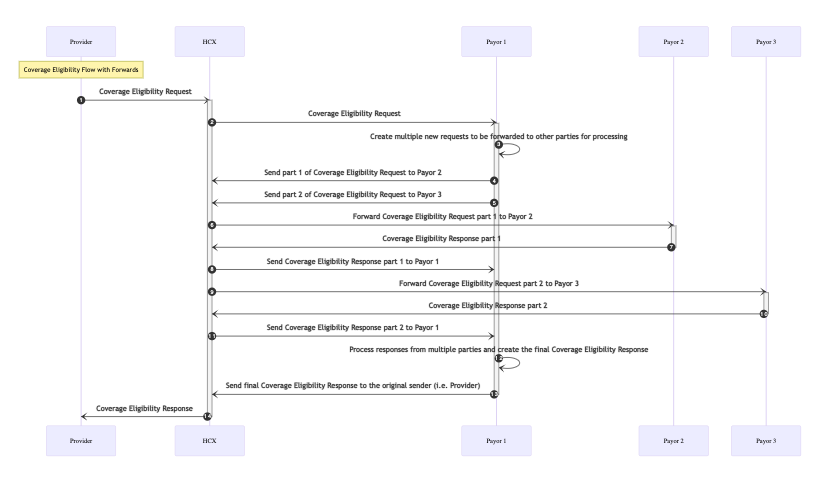 Provider
HCX
Payor 1
Payor 2
Payor 3
Coverage Eligibility Flow with Forwards
1
Coverage Eligibility Request
2
Coverage Eligibility Request
Create multiple new requests to be forwarded to other parties for processing
3
Send part 1 of Coverage Eligibility Request to Payor 2
4
Send part 2 of Coverage Eligibility Request to Payor 3
5
Forward Coverage Eligibility Request part 1 to Payor 2
6
Coverage Eligibility Response part 1
7
Send Coverage Eligibility Response part 1 to Payor 1
8
Forward Coverage Eligibility Request part 2 to Payor 3
9
Coverage Eligibility Response part 2
10
Send Coverage Eligibility Response part 2 to Payor 1
11
Process responses from multiple parties and create the final Coverage Eligibility Response
12
Send final Coverage Eligibility Response to the original sender (i.e. Provider)
13
Coverage Eligibility Response
14
Provider
HCX
Payor 1
Payor 2
Payor 3